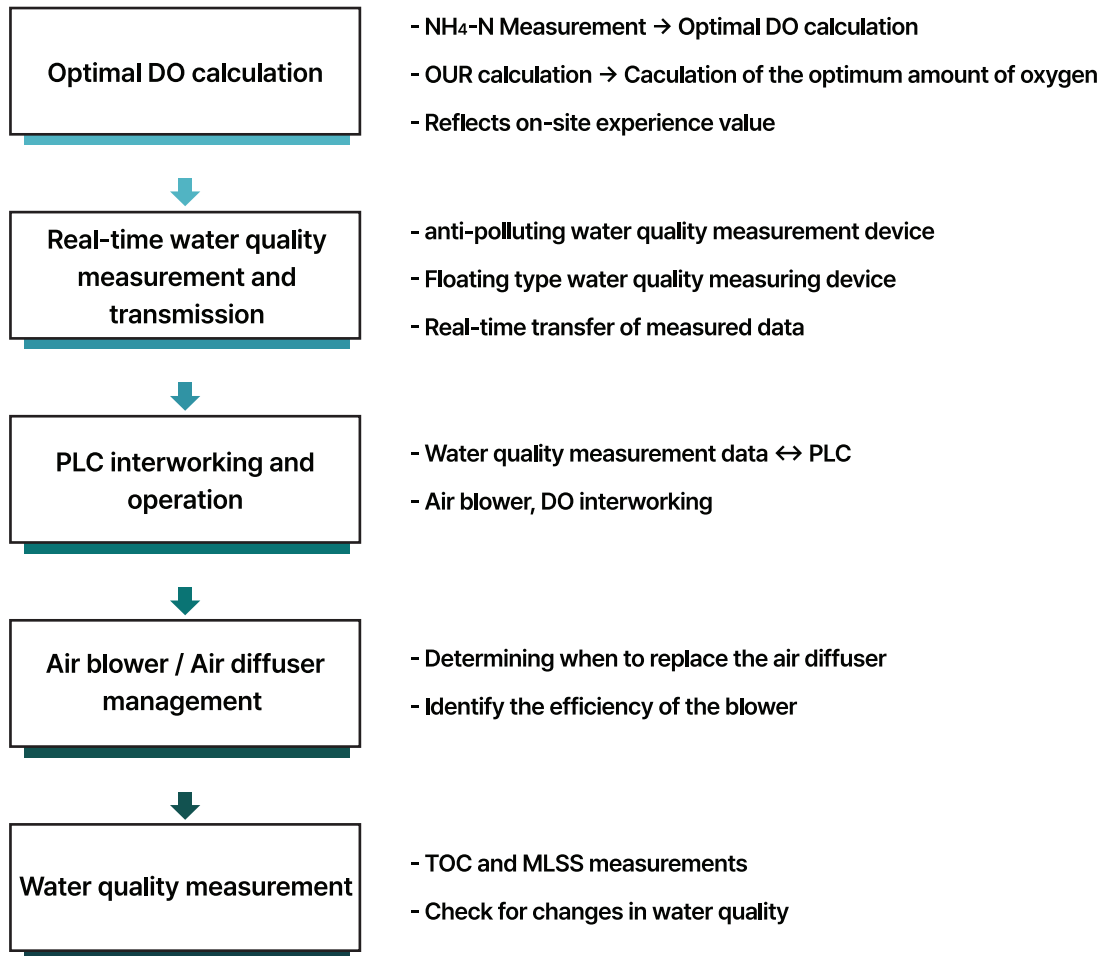 Optimal DO calculation
- NH₄-N Measurement → Optimal DO calculation
- OUR calculation → Caculation of the optimum amount of oxygen
- Reflects on-site experience value
Real-time water quality
measurement and
transmission
- anti-polluting water quality measurement device
- Floating type water quality measuring device
- Real-time transfer of measured data
PLC interworking and
operation
- Water quality measurement data ↔ PLC
- Air blower, DO interworking
Air blower / Air diffuser
management
- Determining when to replace the air diffuser
- Identify the efficiency of the blower
Water quality measurement
- TOC and MLSS measurements
- Check for changes in water quality